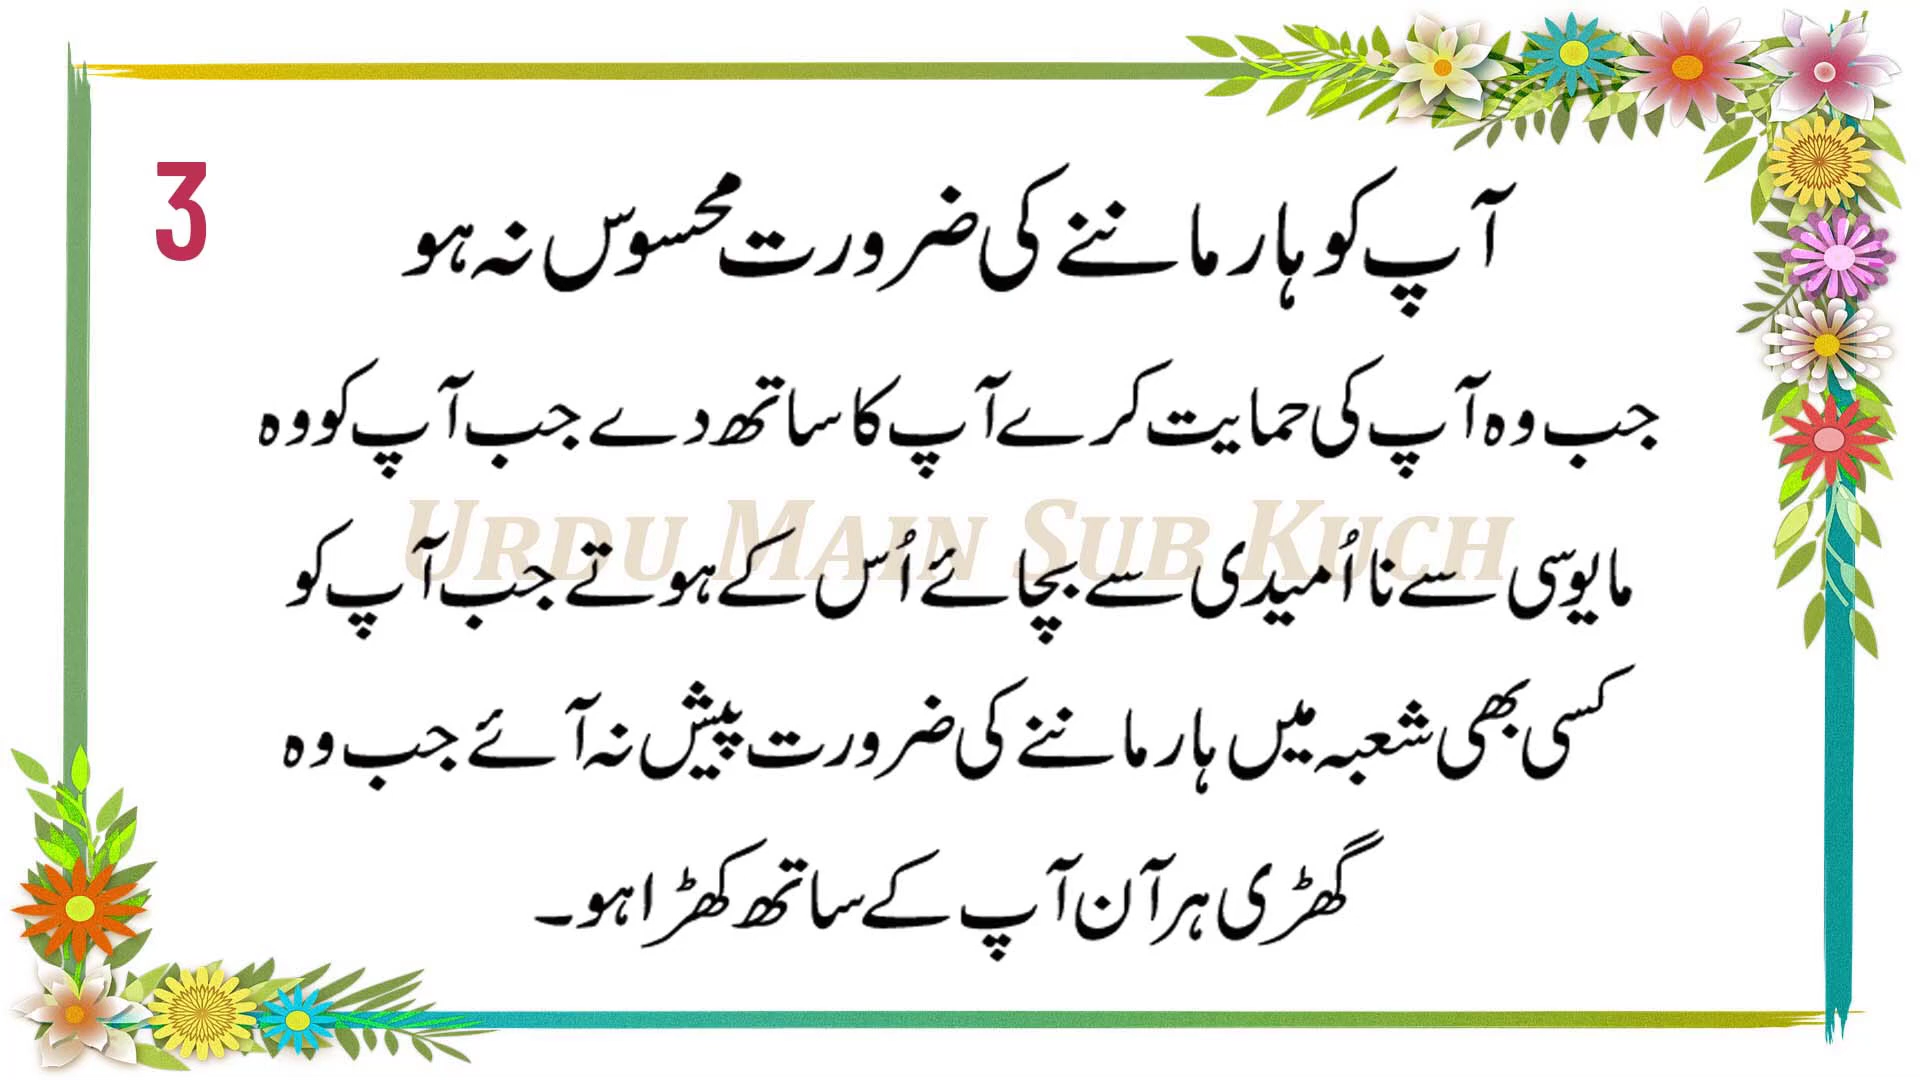 3
آپ کو ہار ماننے کی ضرورت محسوس نہ ہو
جب وہ آپ کی حمایت کرے آپ کا ساتھ دے جب آپ کو وہ
Urdu Main Sub Kuch
مایوسی سے نا اُمیدی سے بچائے اُس کے ہوتے جب آپ کو
کسی بھی شعبہ میں ہار ماننے کی ضرورت پیش نہ آئے جب وہ
گھڑی ہر آن آپ کے ساتھ کھڑا ہو۔